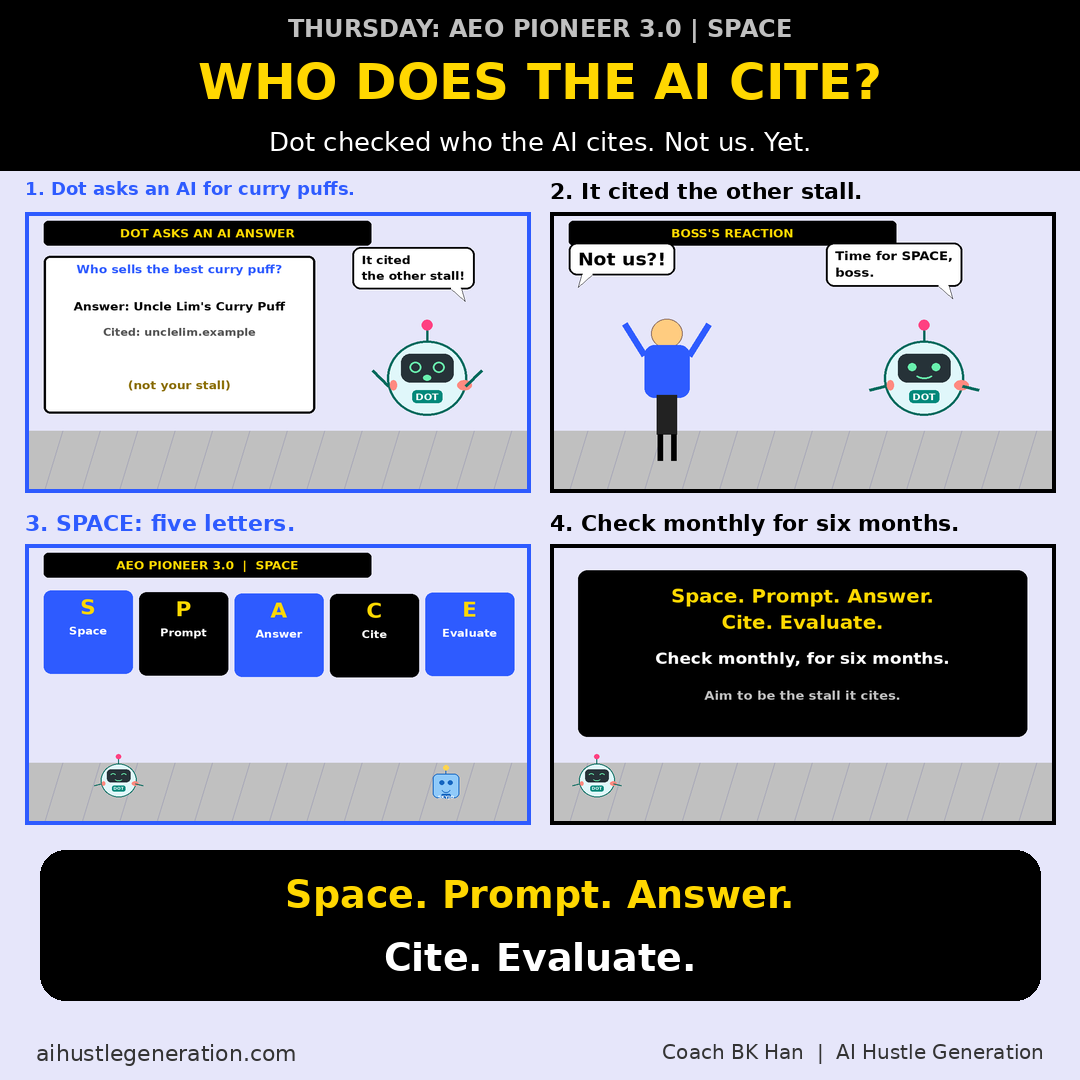 THURSDAY: AEO PIONEER 3.0 | SPACE
WHO DOES THE AI CITE?
Dot checked who the AI cites. Not us. Yet.
1. Dot asks an AI for curry puffs.
DOT ASKS AN AI ANSWER
Who sells the best curry puff?
Answer: Uncle Lim's Curry Puff
Cited: unclelim.example
(not your stall)
It cited
the other stall!
DOT
2. It cited the other stall.
BOSS'S REACTION
Not us?!
Time for SPACE,
boss.
DOT
3. SPACE: five letters.
AEO PIONEER 3.0 | SPACE
S
Space
P
Prompt
A
Answer
C
Cite
E
Evaluate
DOT
4. Check monthly for six months.
Space. Prompt. Answer.
Cite. Evaluate.
Check monthly, for six months.
Aim to be the stall it cites.
DOT
Space. Prompt. Answer.
Cite. Evaluate.
aihustlegeneration.com
Coach BK Han | AI Hustle Generation